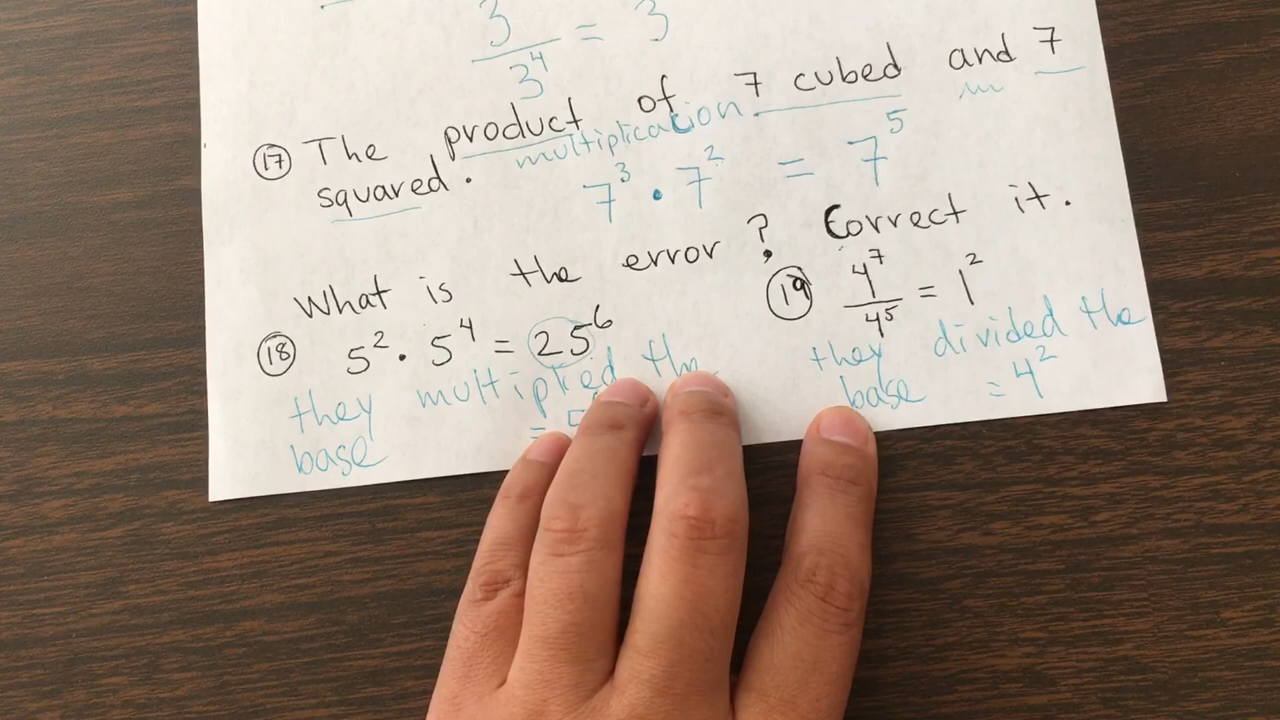 3
3⁴ = 3
⑰ The product of 7 cubed and 7
multiplication
squared.
7³ · 7² = 7⁵
What is the error? Correct it.
⑱ 5² · 5⁴ = 25⁶
they multiplied the
base = 5
⑲ 4⁷/4⁵ = 1²
they divided the
base = 4²